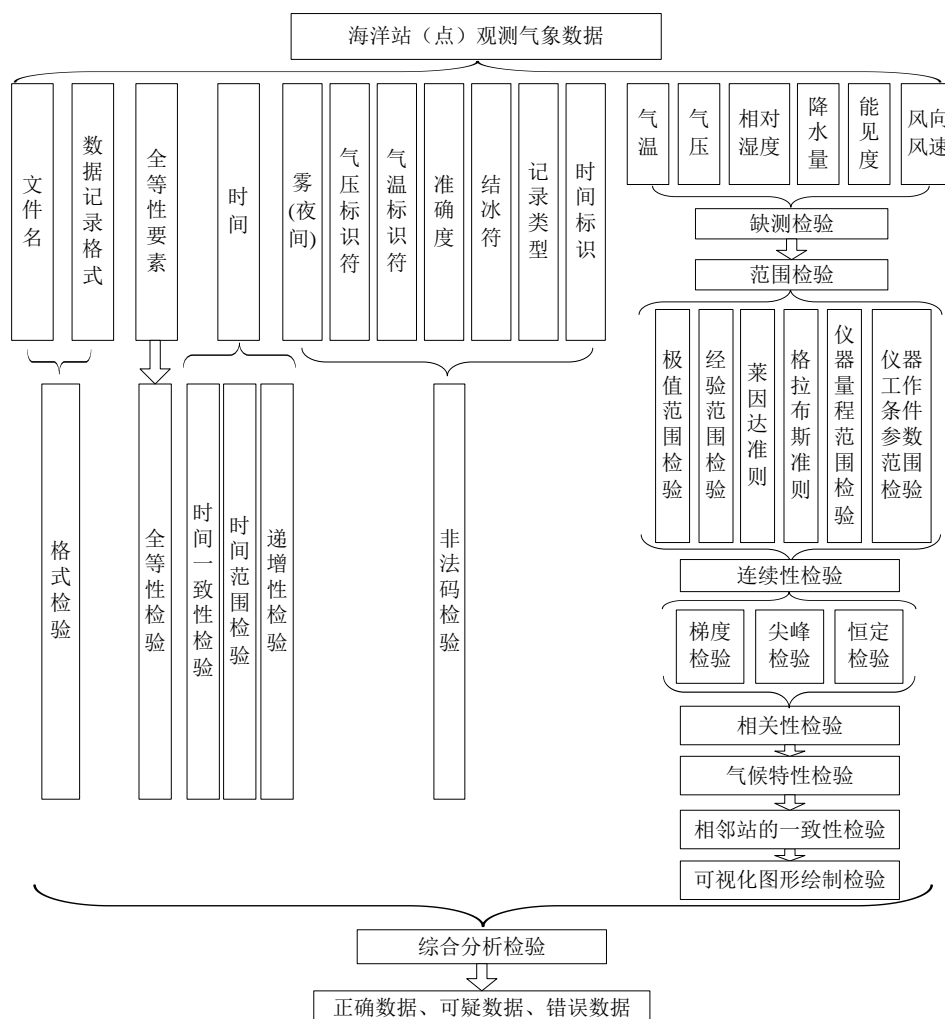 海洋站（点）观测气象数据
文件名
数据记录格式
全等性要素
时间
雾(夜间)
气压标识符
气温标识符
准确度
结冰符
记录类型
时间标识
气温
气压
相对
湿度
降水量
能见度
风向
风速
缺测检验
范围检验
极值范围检验
经验范围检验
莱因达准则
格拉布斯准则
仪器量程范围检验
仪器
工作
条件
参数
范围
检验
格式检验
全等性检验
时间一致性检验
时间范围检验
递增性检验
非法码检验
连续性检验
梯度
检验
尖峰
检验
恒定
检验
相关性检验
气候特性检验
相邻站的一致性检验
可视化图形绘制检验
综合分析检验
正确数据、可疑数据、错误数据